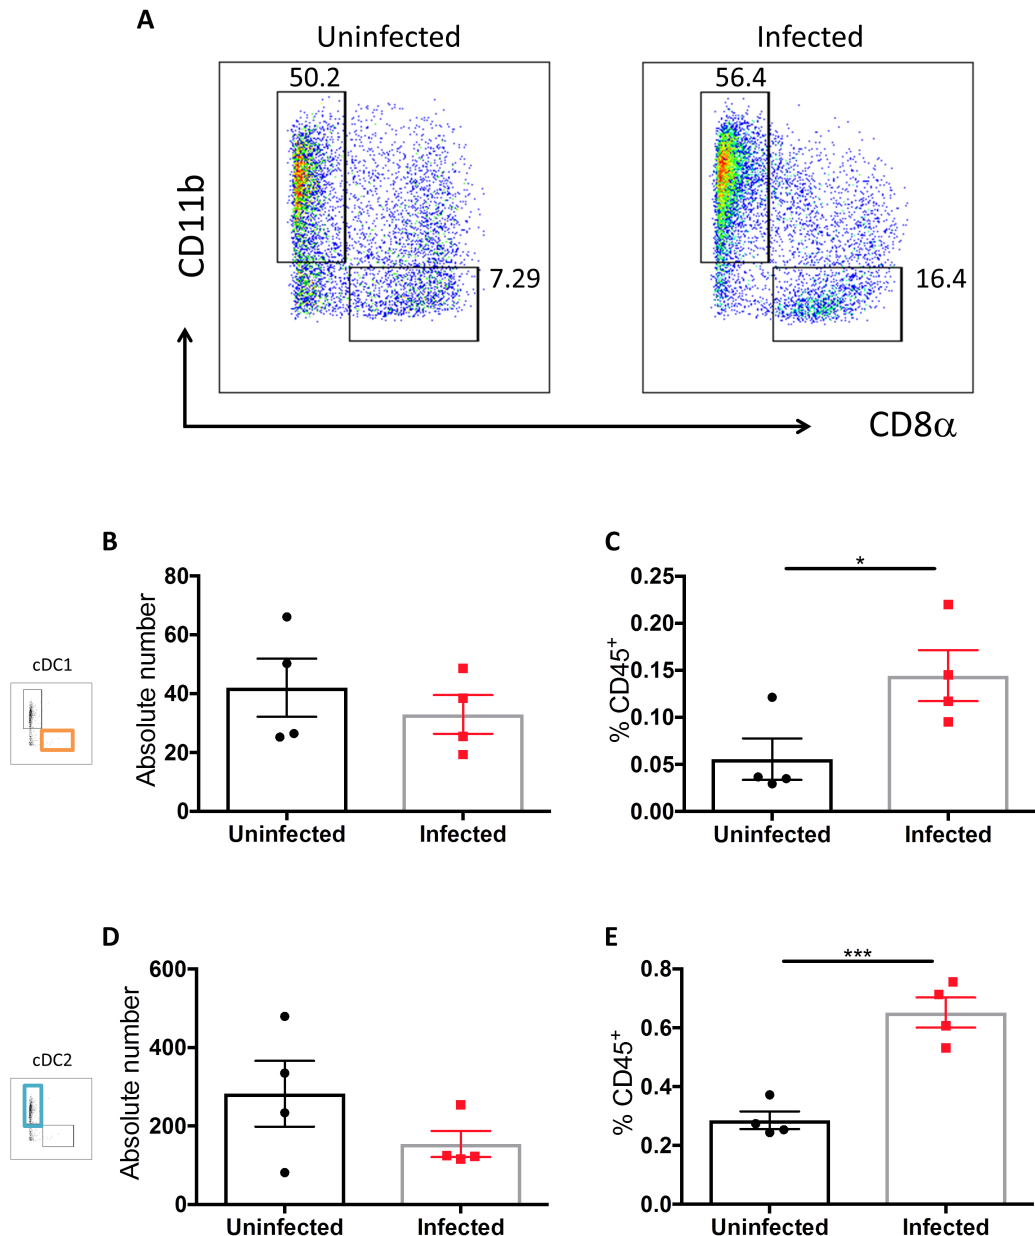 A
Uninfected
Infected
50.2
7.29
56.4
16.4
CD11b
CD8α
B
80
60
40
20
0
Absolute number
Uninfected
Infected
cDC1
C
*
0.25
0.20
0.15
0.10
0.05
0.00
% CD45+
Uninfected
Infected
D
600
400
200
0
Absolute number
Uninfected
Infected
cDC2
E
***
0.8
0.6
0.4
0.2
0.0
% CD45+
Uninfected
Infected